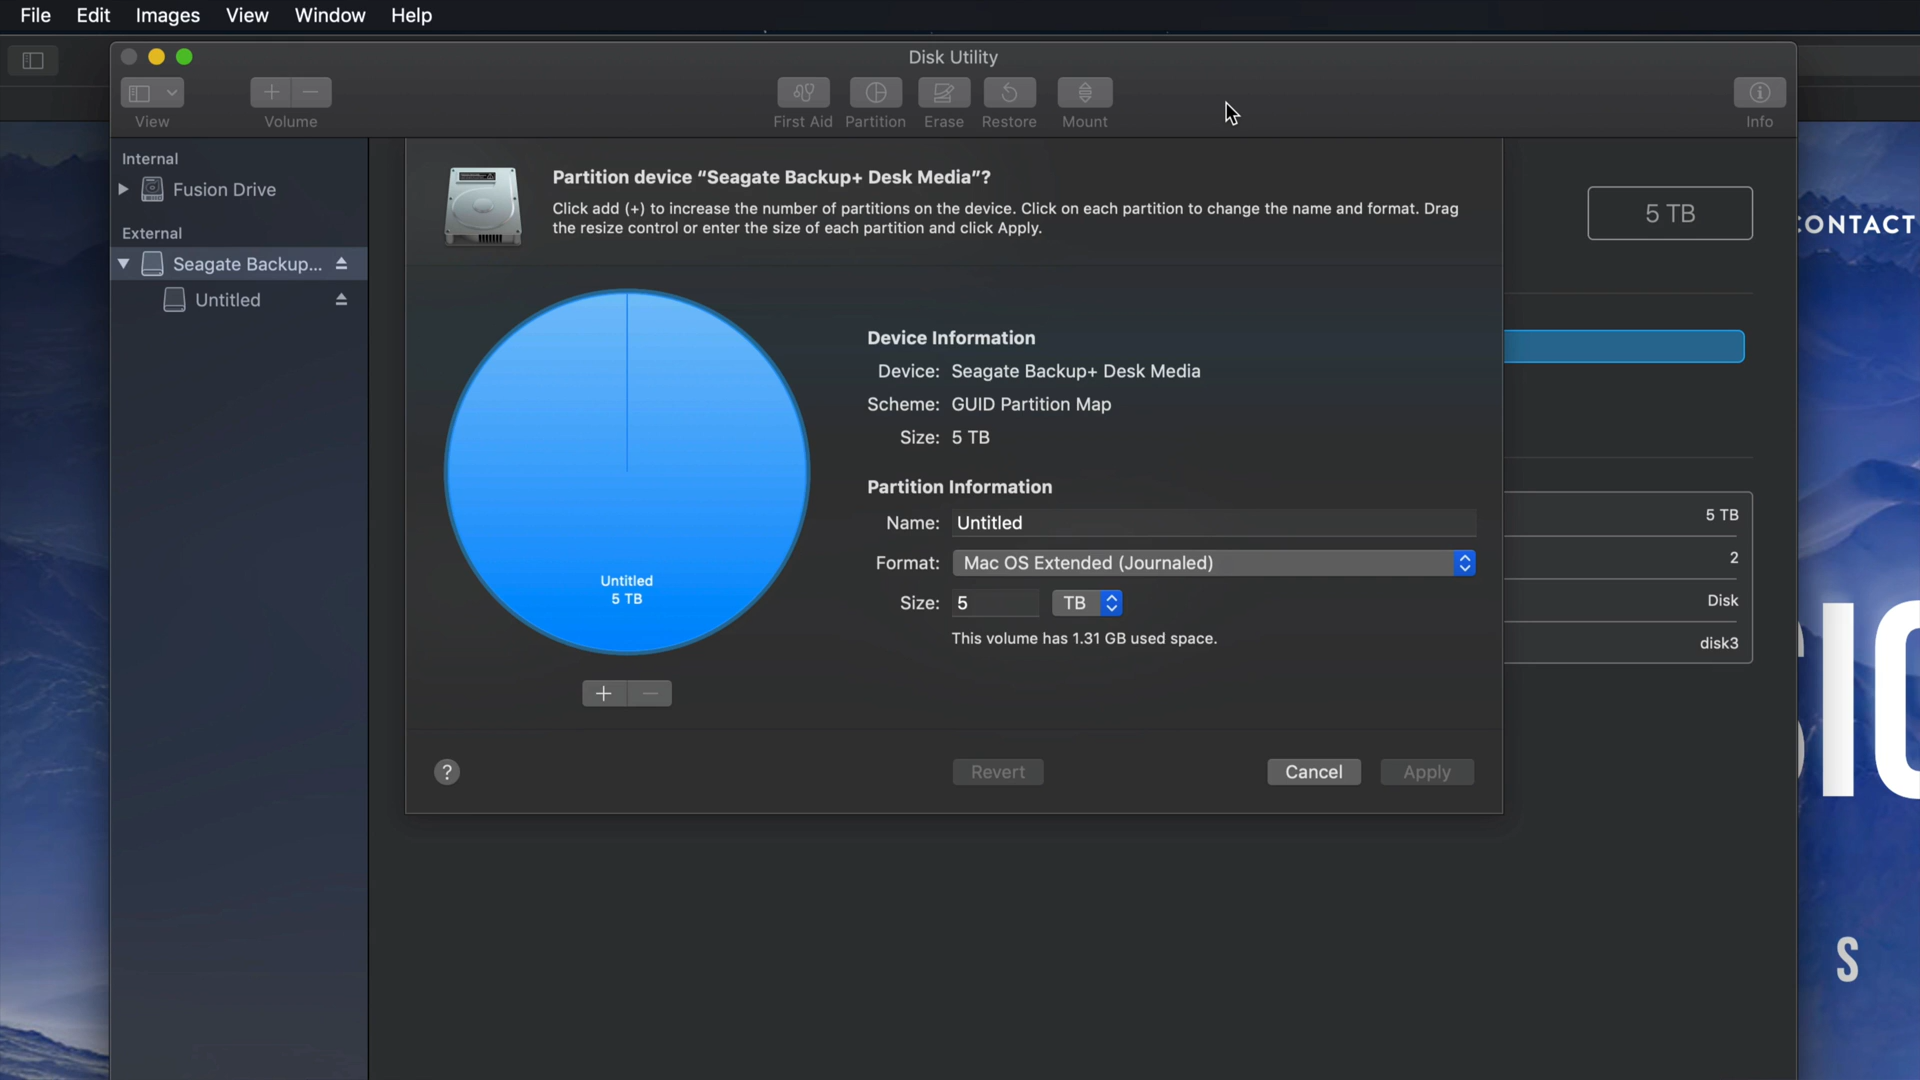 File Edit Images View Window Help
Disk Utility
View Volume First Aid Partition Erase Restore Mount Info
Internal
Fusion Drive
External
Seagate Backup...
Untitled
Partition device “Seagate Backup+ Desk Media”?
Click add (+) to increase the number of partitions on the device. Click on each partition to change the name and format. Drag
the resize control or enter the size of each partition and click Apply.
5 TB
CONTACT
Untitled
5 TB
Device Information
Device: Seagate Backup+ Desk Media
Scheme: GUID Partition Map
Size: 5 TB
Partition Information
Name: Untitled
Format: Mac OS Extended (Journaled)
Size: 5 TB
This volume has 1.31 GB used space.
5 TB
2
Disk
disk3
+ −
? Revert Cancel Apply
S